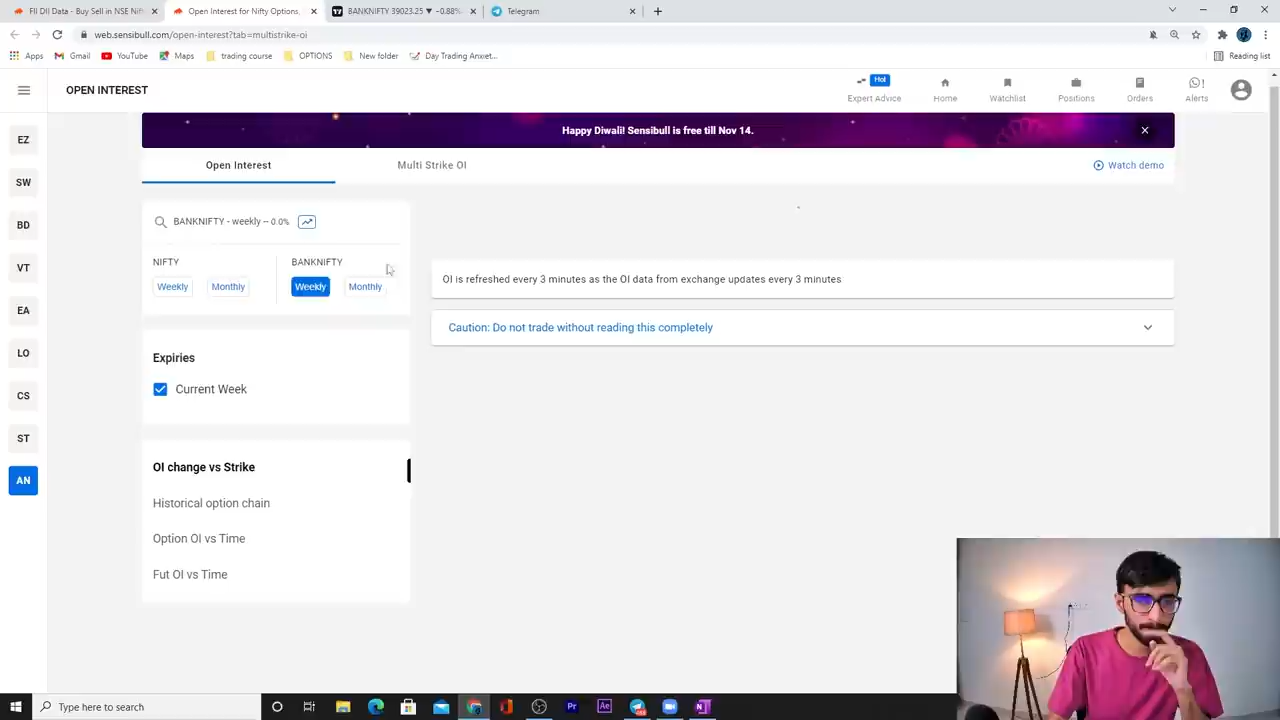 FII DII Data - Buy Sell in NSE Nif
Open Interest for Nifty Options,
BANKNIFTY 39023.25 ▼ -0.88%
Telegram
web.sensibull.com/open-interest?tab=multistrike-oi
Apps
Gmail
YouTube
Maps
trading course
OPTIONS
New folder
Day Trading Anxiet...
Reading list
OPEN INTEREST
Hot
Expert Advice
Home
Watchlist
Positions
Orders
Alerts
EZ
SW
BD
VT
EA
LO
CS
ST
AN
Happy Diwali! Sensibull is free till Nov 14.
Open Interest
Multi Strike OI
Watch demo
BANKNIFTY - weekly -- 0.0%
NIFTY
BANKNIFTY
Weekly
Monthly
Weekly
Monthly
OI is refreshed every 3 minutes as the OI data from exchange updates every 3 minutes
Caution: Do not trade without reading this completely
Expiries
Current Week
OI change vs Strike
Historical option chain
Option OI vs Time
Fut OI vs Time
Type here to search